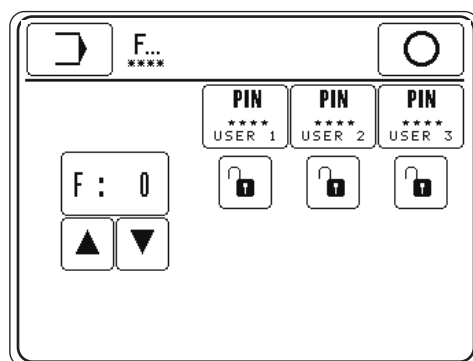 F...
****
PIN PIN PIN
**** **** ****
USER 1 USER 2 USER 3
F: 0